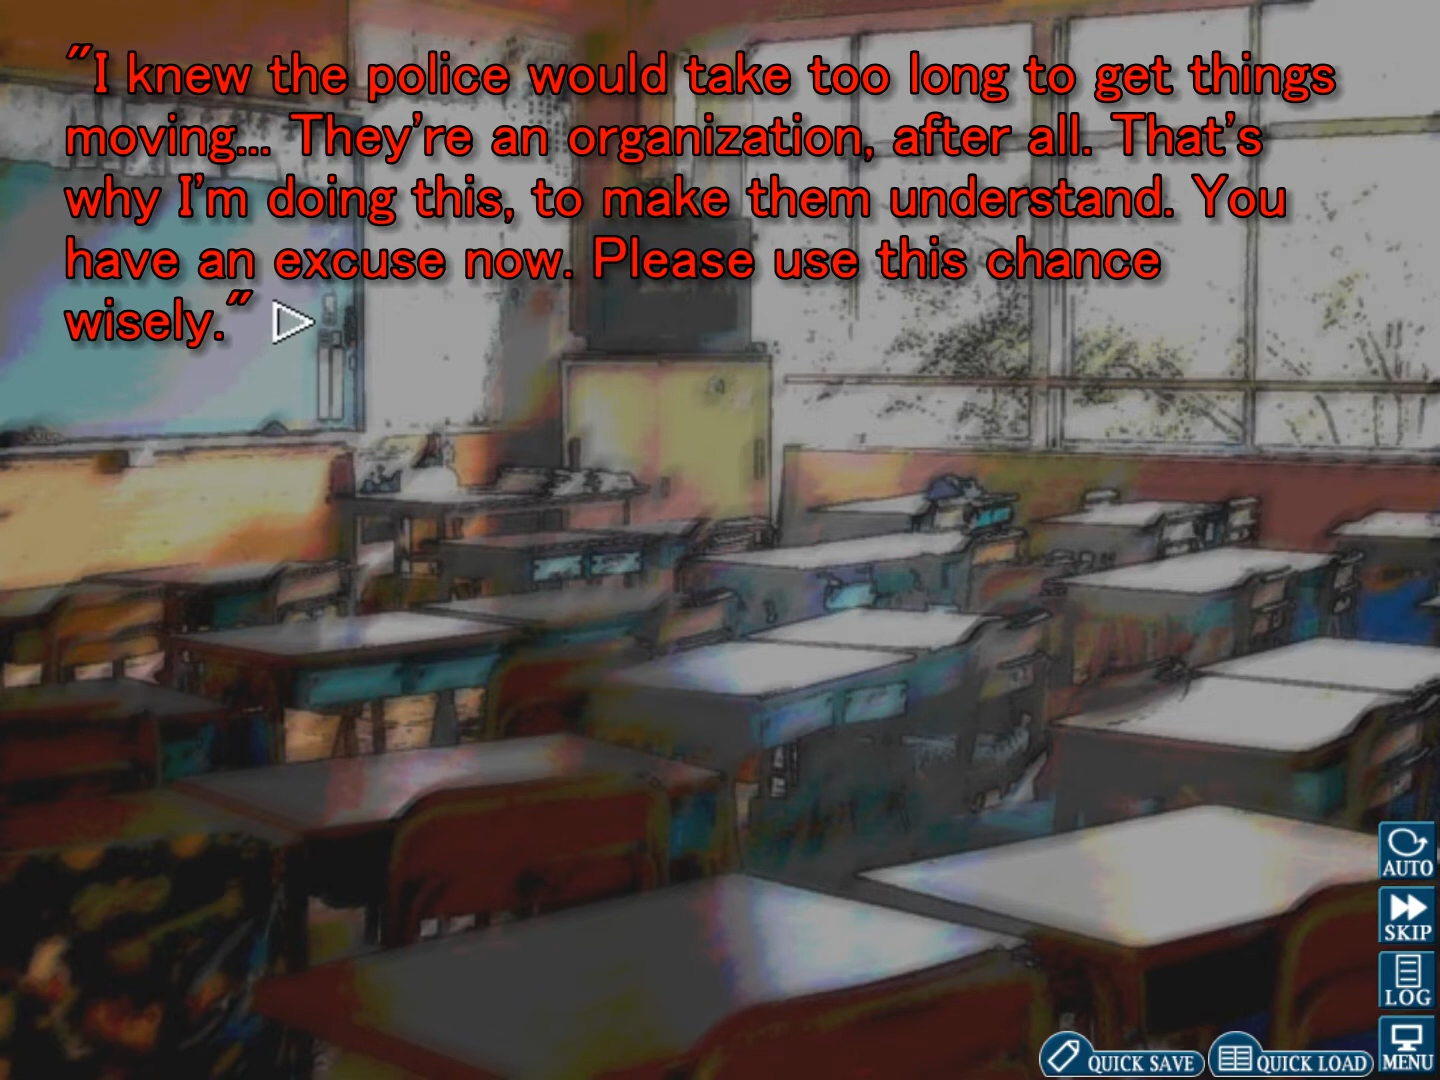 "I knew the police would take too long to get things
moving... They're an organization, after all. That's
why I'm doing this, to make them understand. You
have an excuse now. Please use this chance
wisely."
AUTO
SKIP
LOG
QUICK SAVE QUICK LOAD MENU